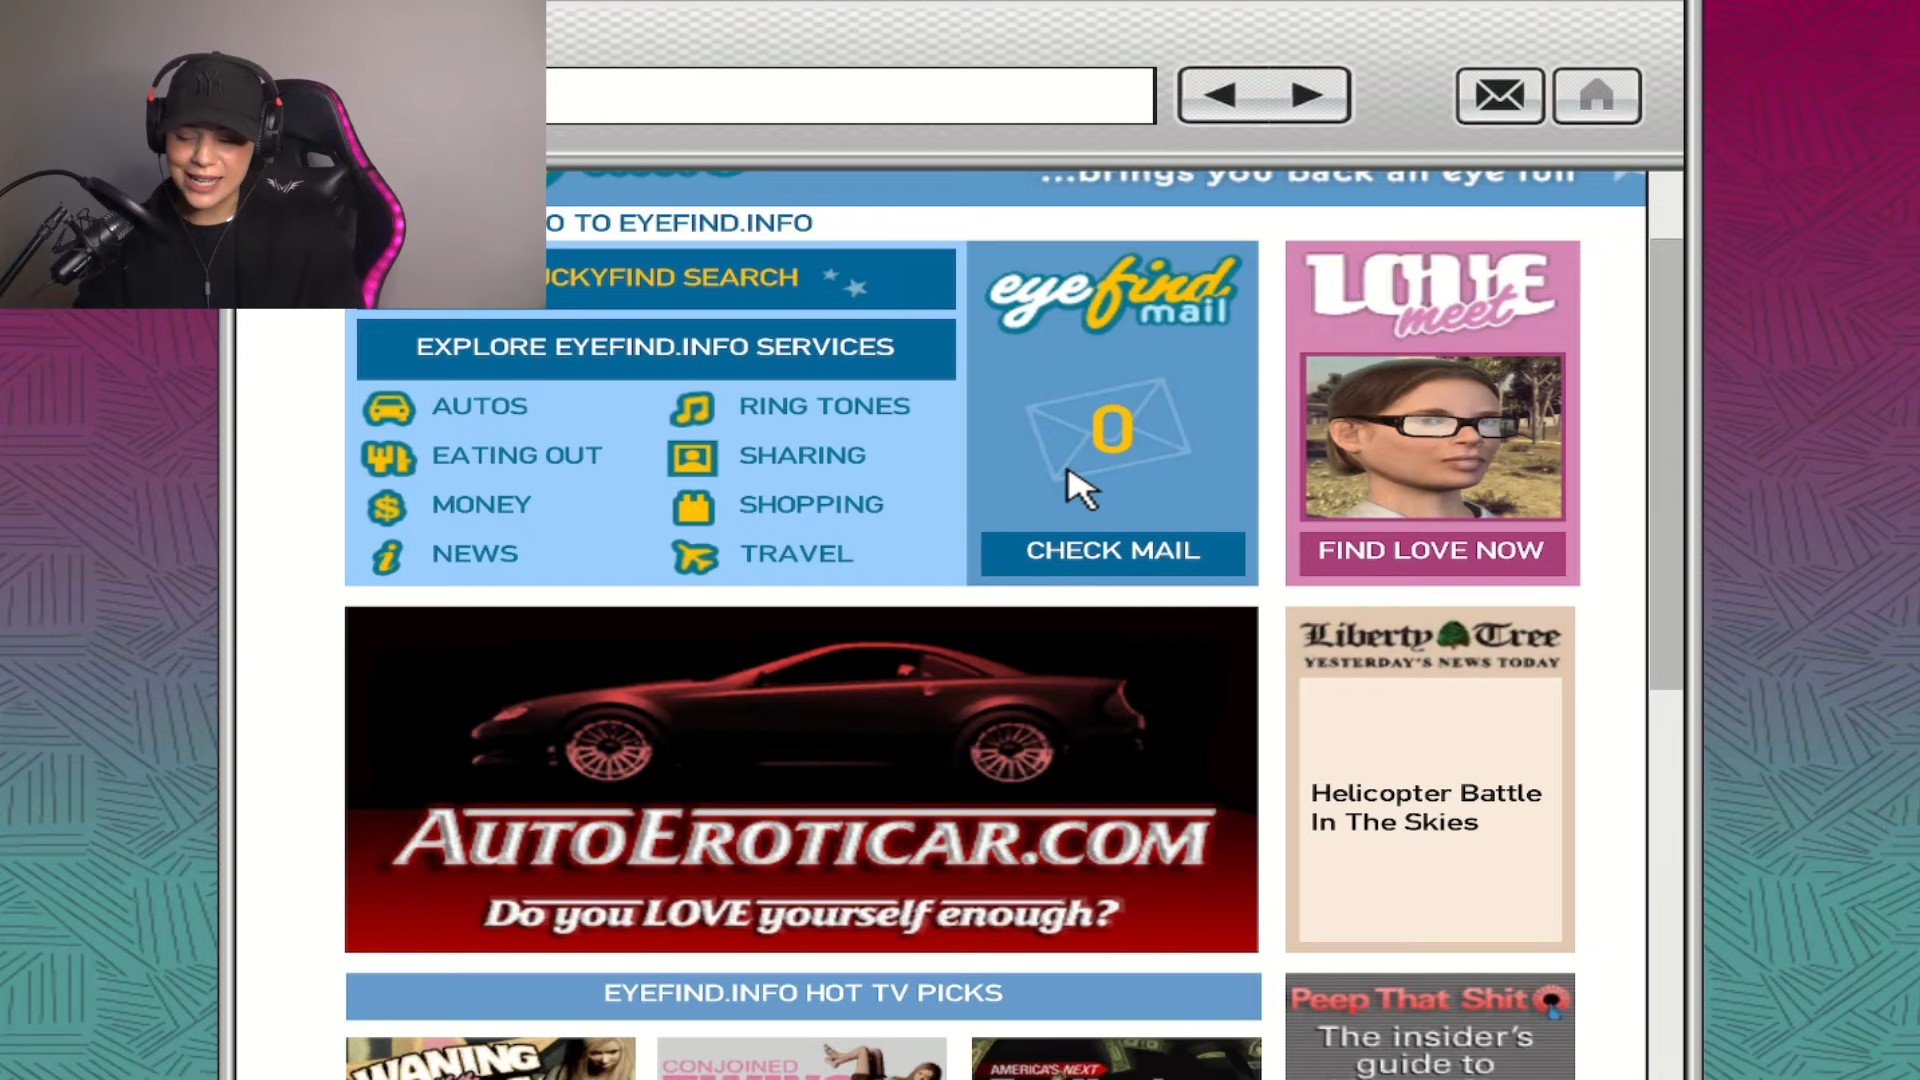 ...brings you back an eye full
O TO EYEFIND.INFO
UCKYFIND SEARCH
EXPLORE EYEFIND.INFO SERVICES
AUTOS
RING TONES
EATING OUT
SHARING
MONEY
SHOPPING
NEWS
TRAVEL
eyefind
mail
0
CHECK MAIL
LOVE
meet
FIND LOVE NOW
AUTOEROTICAR.COM
Do you LOVE yourself enough?
Liberty Tree
YESTERDAY'S NEWS TODAY
Helicopter Battle
In The Skies
EYEFIND.INFO HOT TV PICKS
WANING
CONJOINED
AMERICA'S NEXT
Peep That Shit
The insider's
guide to